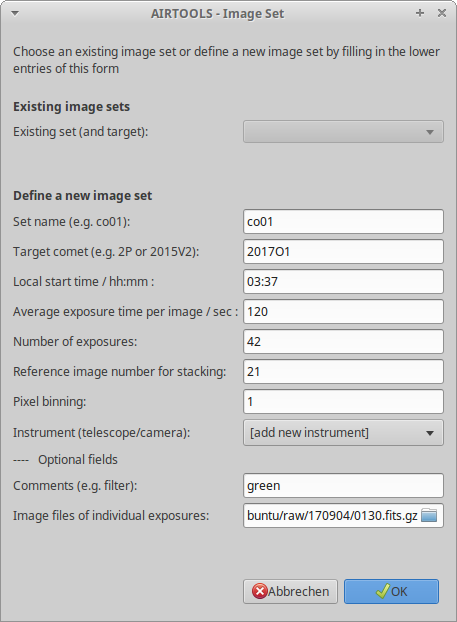 AIRTOOLS - Image Set
Choose an existing image set or define a new image set by filling in the lower
entries of this form
Existing image sets
Existing set (and target):
Define a new image set
Set name (e.g. co01): co01
Target comet (e.g. 2P or 2015V2): 2017O1
Local start time / hh:mm : 03:37
Average exposure time per image / sec : 120
Number of exposures: 42
Reference image number for stacking: 21
Pixel binning: 1
Instrument (telescope/camera): [add new instrument]
---- Optional fields
Comments (e.g. filter): green
Image files of individual exposures: buntu/raw/170904/0130.fits.gz
Abbrechen OK